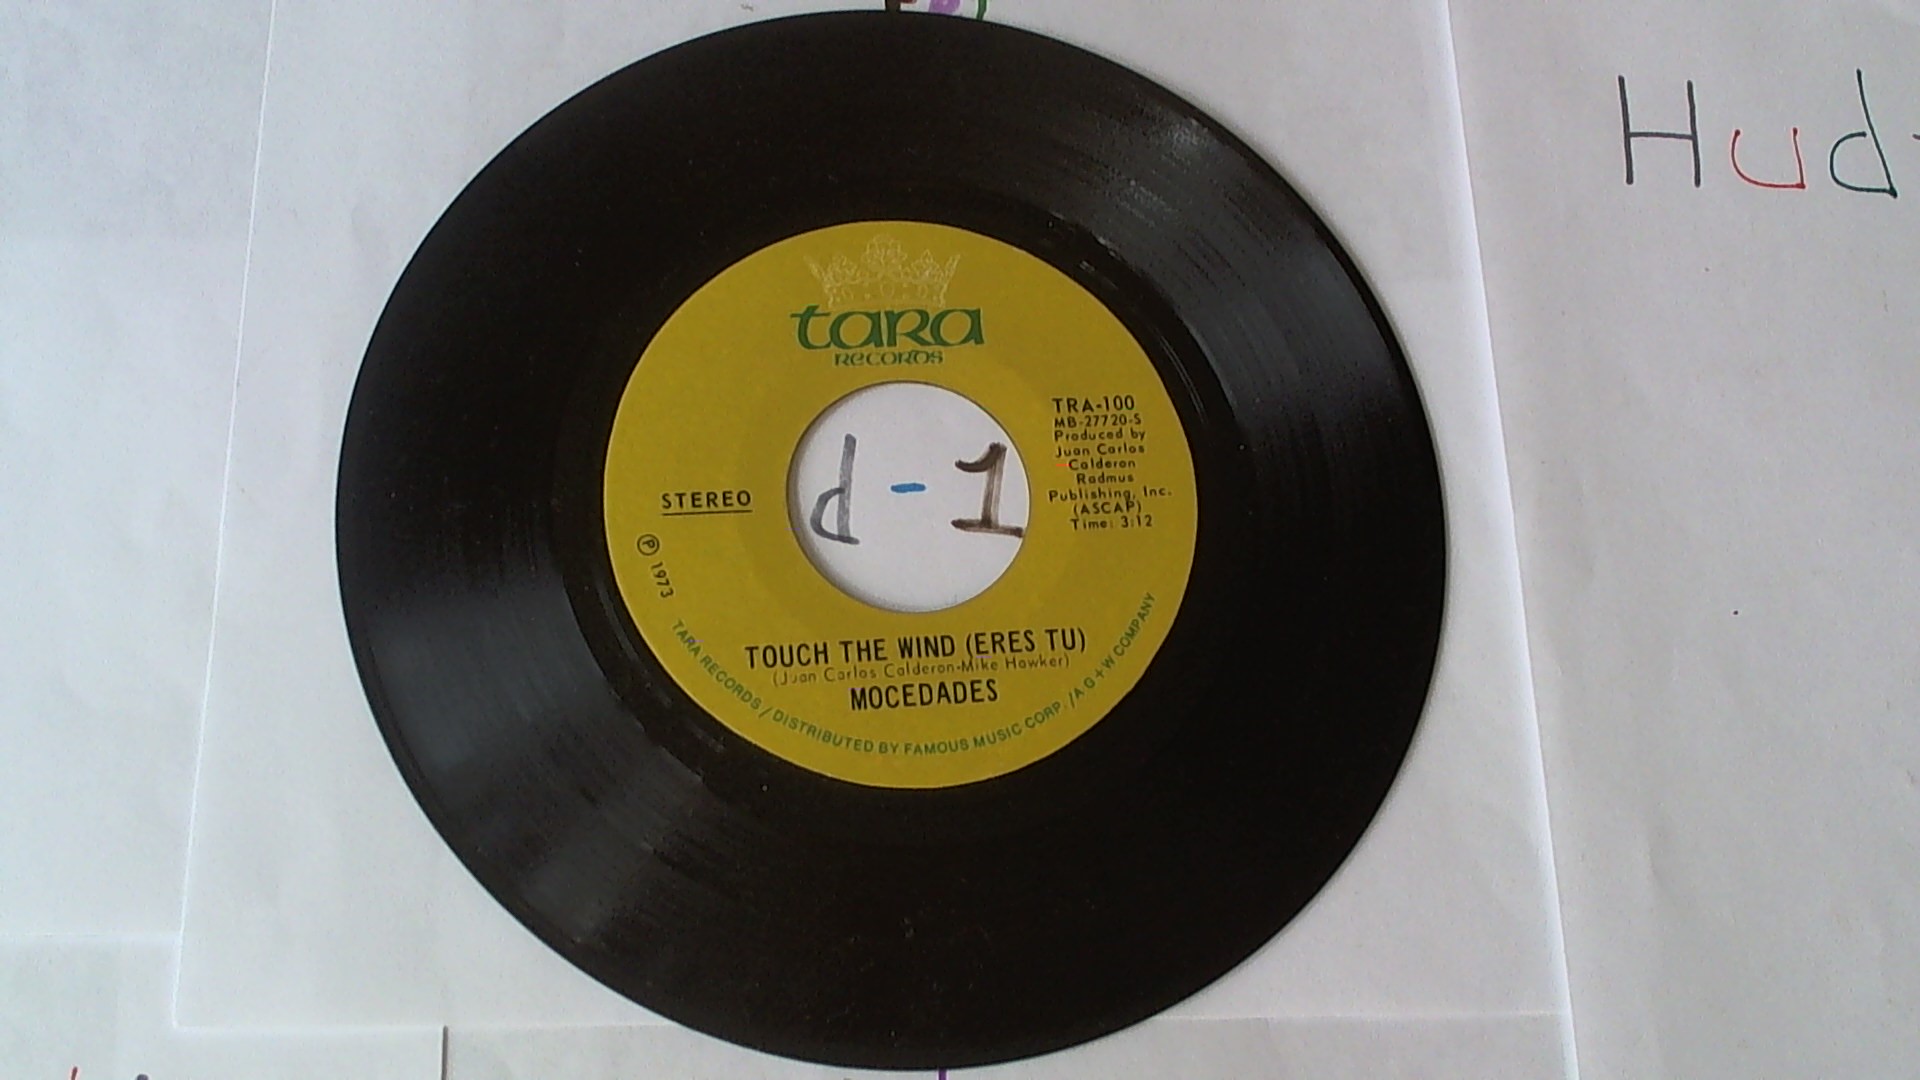 Hud
tara
RECORDS
TRA-100
MB-27720-S
Produced by
Juan Carlos
Calderon
Radmus
Publishing, Inc.
(ASCAP)
Time: 3:12
STEREO
d - 1
Ⓟ 1973
TOUCH THE WIND (ERES TU)
(Juan Carlos Calderon-Mike Hawker)
MOCEDADES
TARA RECORDS / DISTRIBUTED BY FAMOUS MUSIC CORP. / A G+W COMPANY